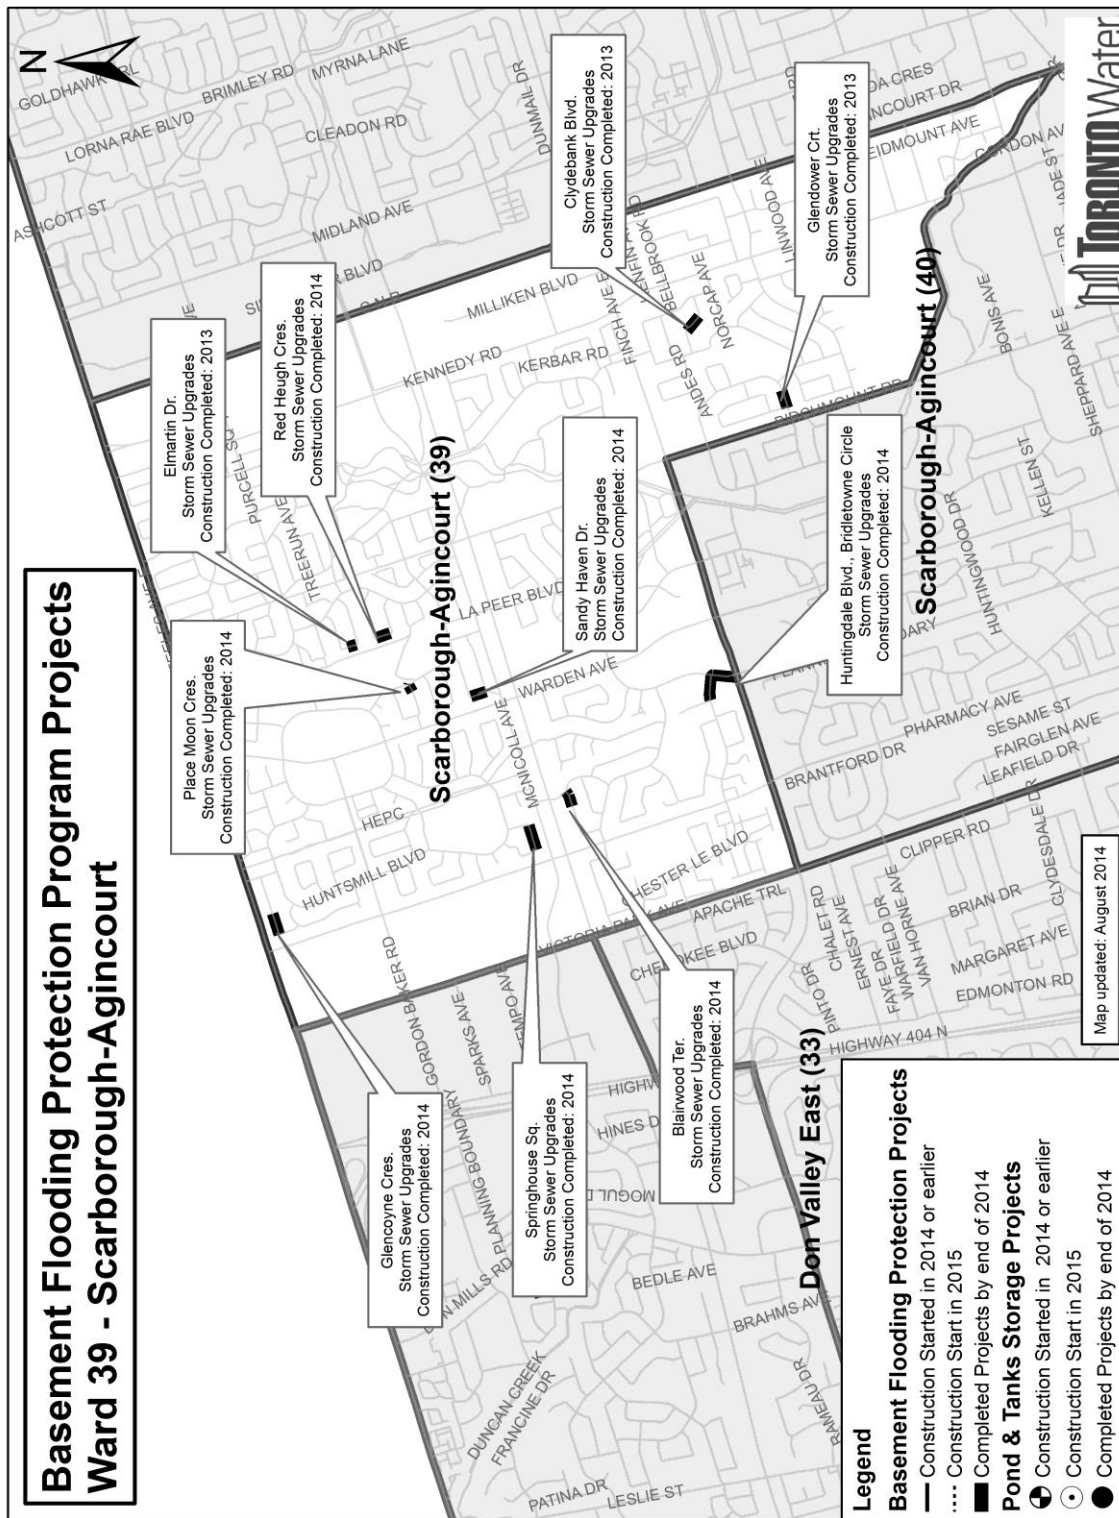 Basement Flooding Protection Program Projects
Ward 39 - Scarborough-Agincourt
N
GOLDHAWK
BRIMLEY RD
MYRNA LANE
LORNA RAE BLVD
CLEADON RD
ASHCOTT ST
MIDLAND AVE
DUNMAIL DR
Elmartin Dr.
Storm Sewer Upgrades
Construction Completed: 2013
Red Heugh Cres.
Storm Sewer Upgrades
Construction Completed: 2014
Clydebank Blvd.
Storm Sewer Upgrades
Construction Completed: 2013
Place Moon Cres.
Storm Sewer Upgrades
Construction Completed: 2014
PURCELL SQ
TREERUN AVE
MILLIKEN BLVD
KENNEDY RD
KERBAR RD
FINCH AVE E
BELLBROOK RD
NORCAP AVE
ANDES RD
LINWOOD AVE
Glendower Crt.
Storm Sewer Upgrades
Construction Completed: 2013
Scarborough-Agincourt (39)
LA PEER BLVD
Sandy Haven Dr.
Storm Sewer Upgrades
Construction Completed: 2014
WARDEN AVE
MCNICOLL AVE
HEPC
HUNTSMILL BLVD
CHESTER LE BLVD
VICTORIA PARK AVE
Huntingdale Blvd., Bridletowne Circle
Storm Sewer Upgrades
Construction Completed: 2014
Scarborough-Agincourt (40)
BONIS AVE
SHEPPARD AVE E
KELLEN ST
HUNTINGWOOD DR
PHARMACY AVE
SESAME ST
FAIRGLEN AVE
LEAFIELD DR
BRANTFORD DR
CLIPPER RD
CLYDESDALE DR
APACHE TRL
CHEROKEE BLVD
CHALET RD
PINTO DR
ERNEST AVE
FAYE DR
WARFIELD DR
VAN HORNE AVE
BRIAN DR
MARGARET AVE
EDMONTON RD
HIGHWAY 404 N
GORDON BAKER RD
SPARKS AVE
PLANNING BOUNDARY
Glencoyne Cres.
Storm Sewer Upgrades
Construction Completed: 2014
Springhouse Sq.
Storm Sewer Upgrades
Construction Completed: 2014
Blairwood Ter.
Storm Sewer Upgrades
Construction Completed: 2014
Don Valley East (33)
BEDLE AVE
DUNCAN CREEK
FRANCINE DR
PATINA DR
LESLIE ST
RAMEAU DR
Map updated: August 2014
TORONTO Water
Legend
Basement Flooding Protection Projects
Construction Started in 2014 or earlier
Construction Start in 2015
Completed Projects by end of 2014
Pond & Tanks Storage Projects
Construction Started in 2014 or earlier
Construction Start in 2015
Completed Projects by end of 2014